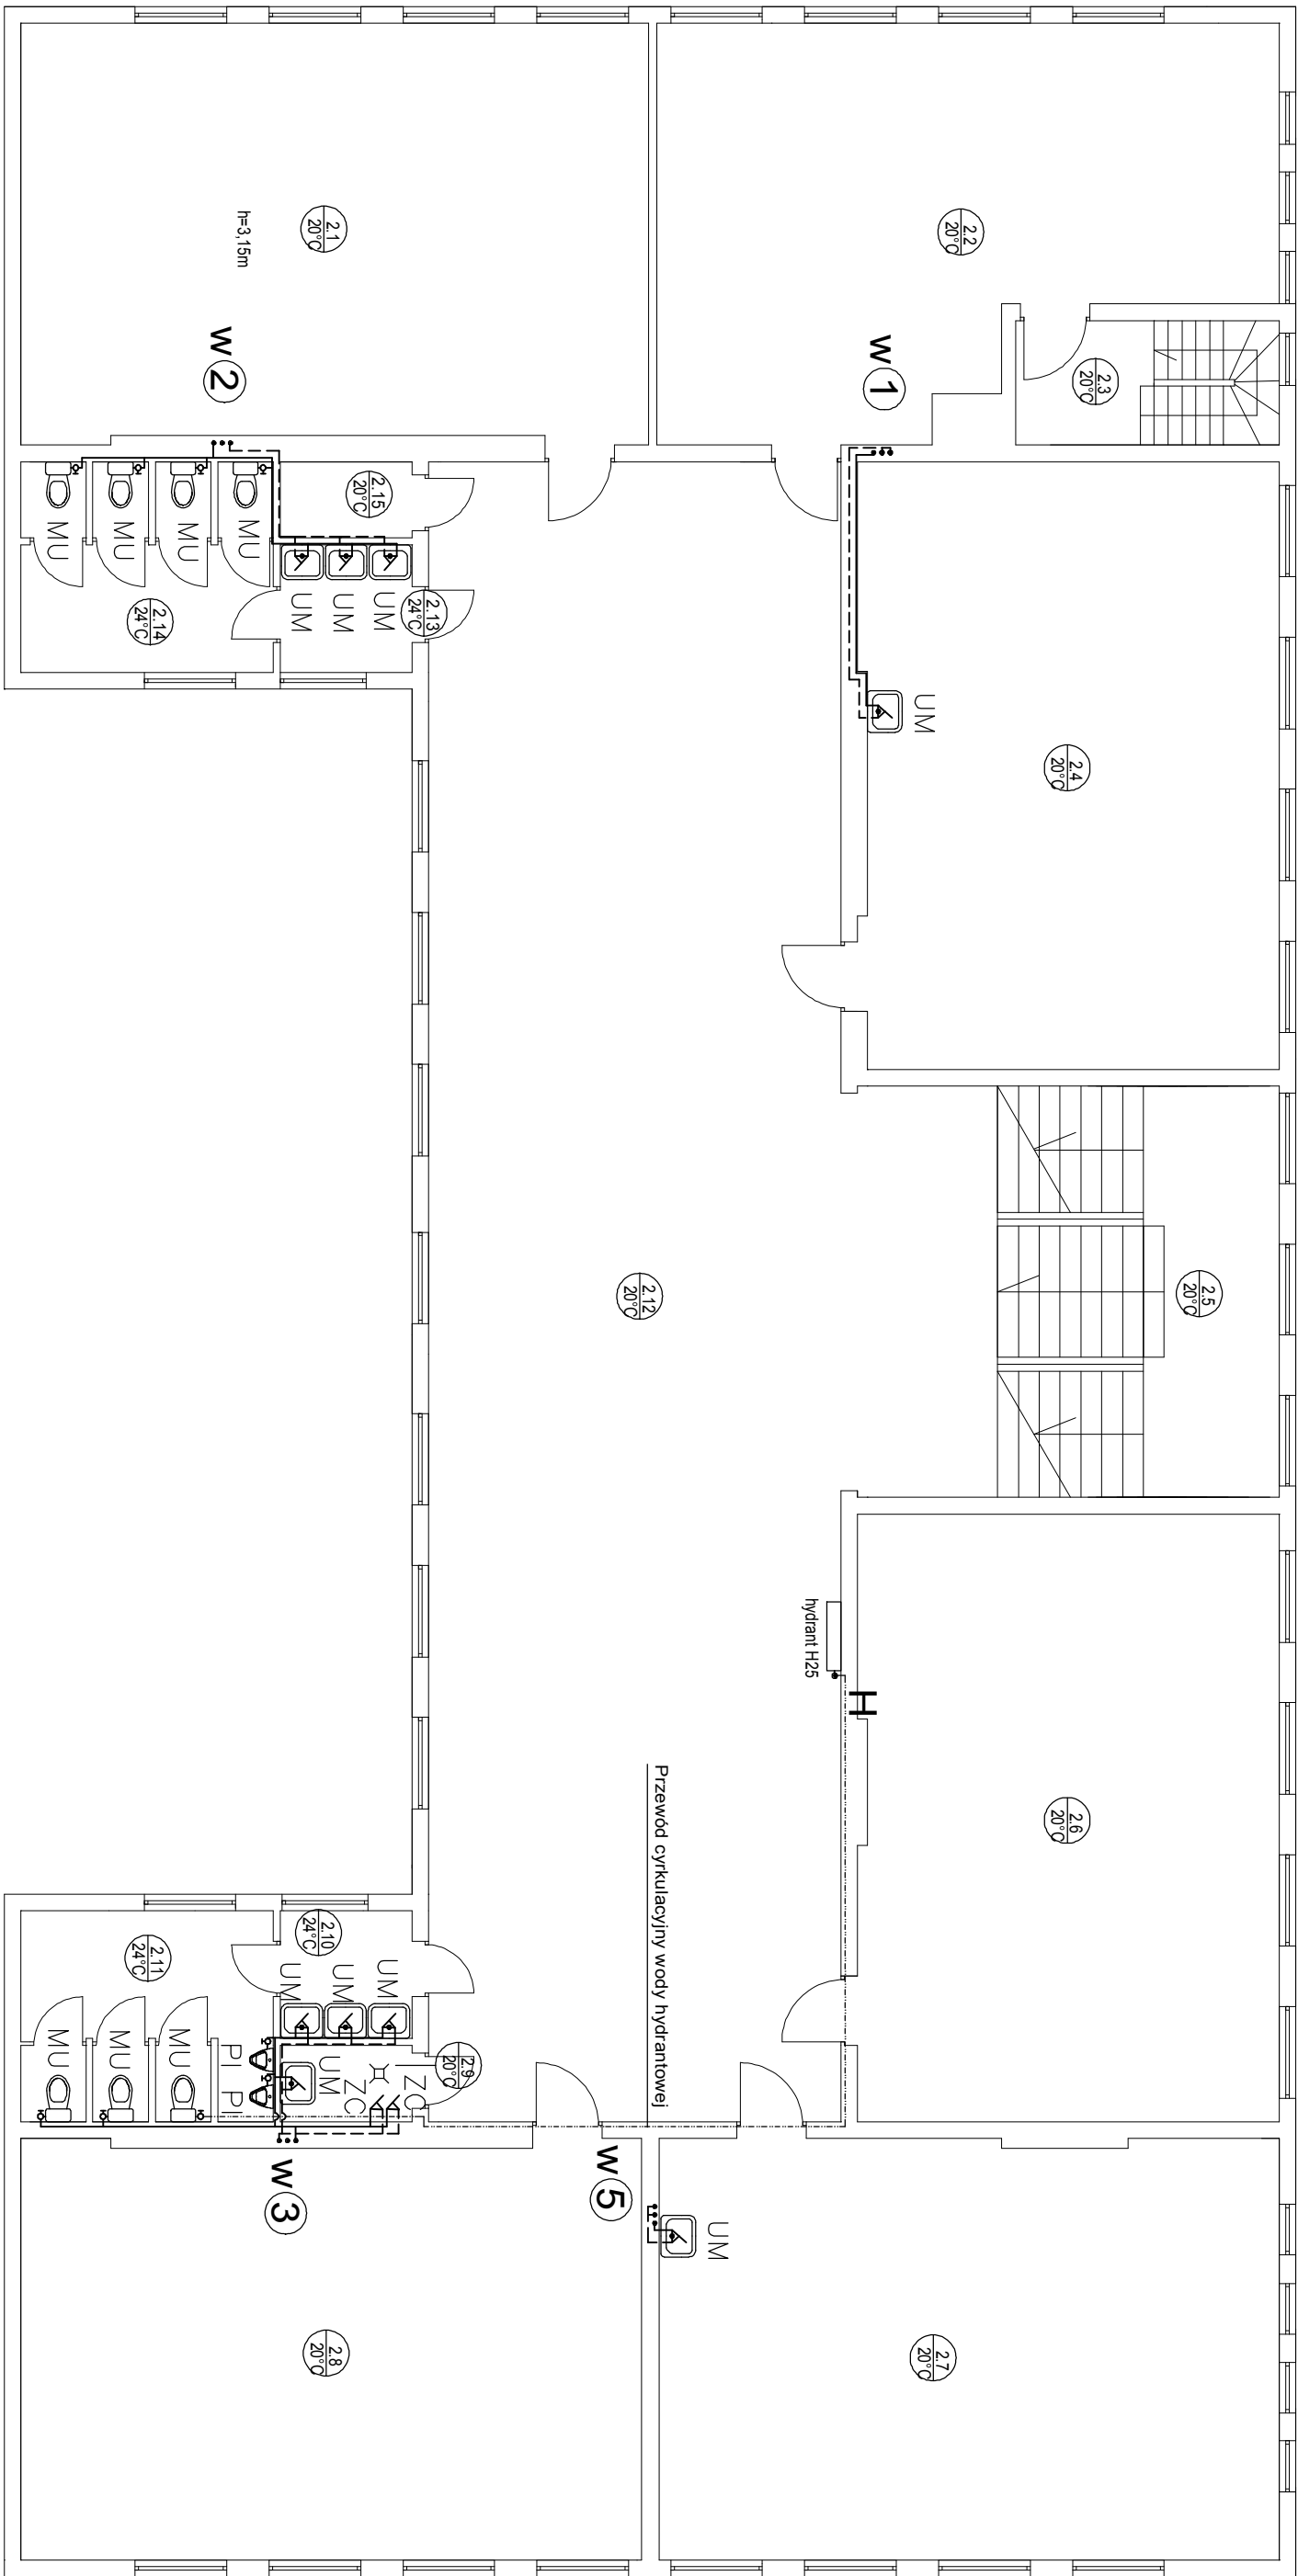 2.1
20°C
h=3,15m
2.2
20°C
2.3
20°C
w 1
w 2
2.15
20°C
MU
MU
MU
MU
UM
UM
UM
2.13
24°C
2.14
24°C
UM
2.4
20°C
2.5
20°C
2.12
20°C
hydrant H25
H
2.6
20°C
Przewód cyrkulacyjny wody hydrantowej
2.10
24°C
2.11
24°C
UM
UM
UM
2.9
20°C
MU
MU
MU
PI
PI
UM
ZC
ZC
w 3
w 5
UM
2.8
20°C
2.7
20°C